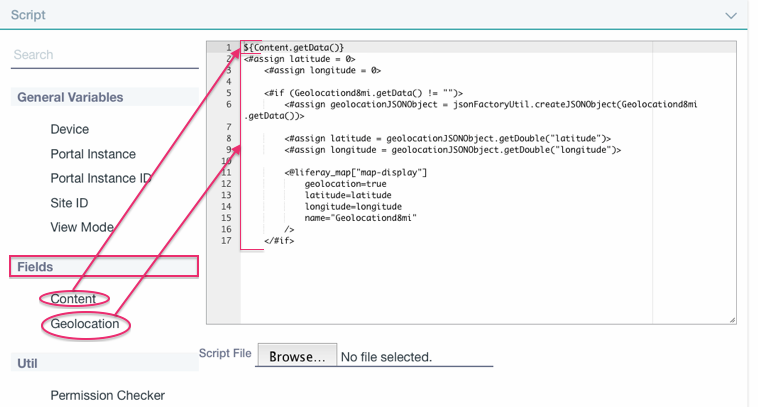 Script
Search
General Variables
Device
Portal Instance
Portal Instance ID
Site ID
View Mode
Fields
Content
Geolocation
Util
Permission Checker
1 ${Content.getData()}
2 <#assign latitude = 0>
3 <#assign longitude = 0>
4
5 <#if (Geolocationd8mi.getData() != "")>
6 <#assign geolocationJSONObject = jsonFactoryUtil.createJSONObject(Geolocationd8mi
.getData())>
7
8 <#assign latitude = geolocationJSONObject.getDouble("latitude")>
9 <#assign longitude = geolocationJSONObject.getDouble("longitude")>
10
11 <@liferay_map["map-display"]
12 geolocation=true
13 latitude=latitude
14 longitude=longitude
15 name="Geolocationd8mi"
16 />
17 </#if>
Script File Browse... No file selected.